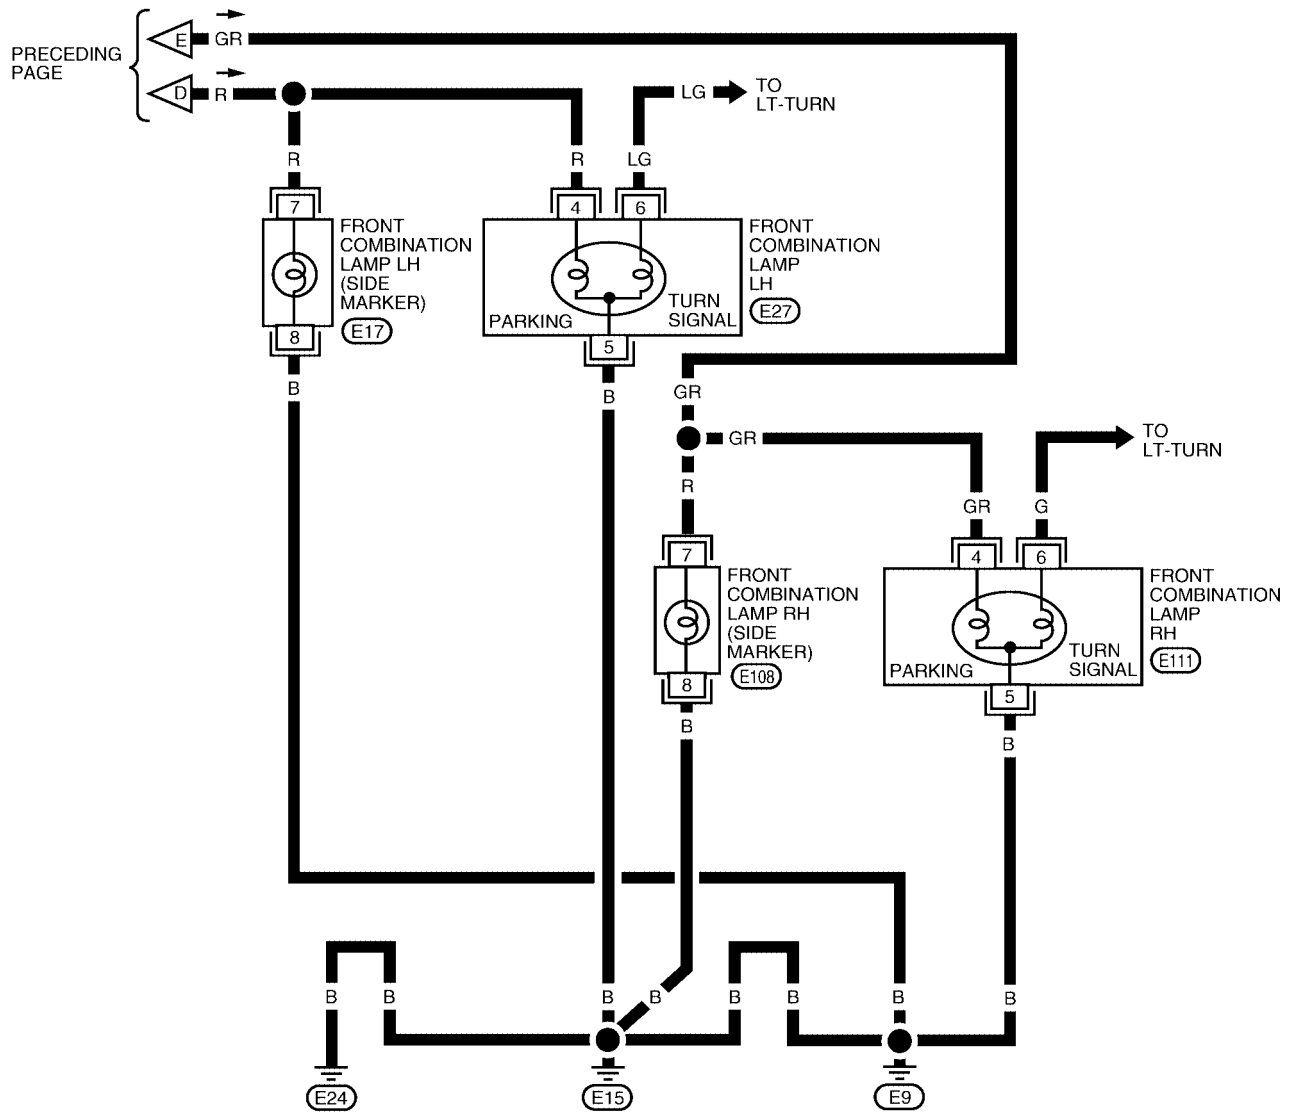 PRECEDING
PAGE
E GR
D R
LG
TO
LT-TURN
R
R
LG
7
4
6
FRONT
COMBINATION
LAMP LH
(SIDE
MARKER)
E17
FRONT
COMBINATION
LAMP
LH
E27
PARKING
TURN
SIGNAL
8
5
B
B
GR
GR
TO
LT-TURN
R
GR
G
7
4
6
FRONT
COMBINATION
LAMP RH
(SIDE
MARKER)
E108
FRONT
COMBINATION
LAMP
RH
E111
PARKING
TURN
SIGNAL
8
5
B
B
B
B
B
B
B
B
B
B
E24
E15
E9